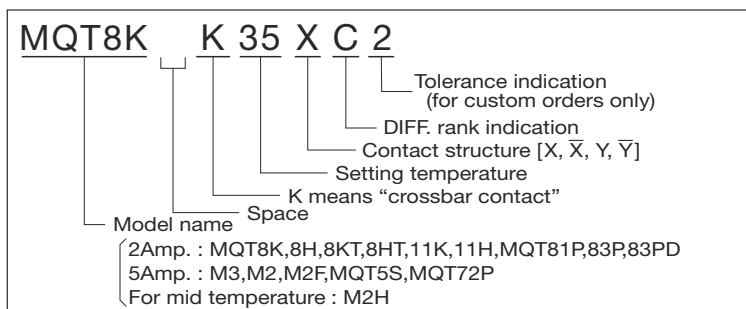 MQT8K K 35 X C 2
Tolerance indication
(for custom orders only)
DIFF. rank indication
Contact structure [X, X̅, Y, Y̅]
Setting temperature
K means “crossbar contact”
Space
Model name
2Amp. : MQT8K,8H,8KT,8HT,11K,11H,MQT81P,83P,83PD
5Amp. : M3,M2,M2F,MQT5S,MQT72P
For mid temperature : M2H